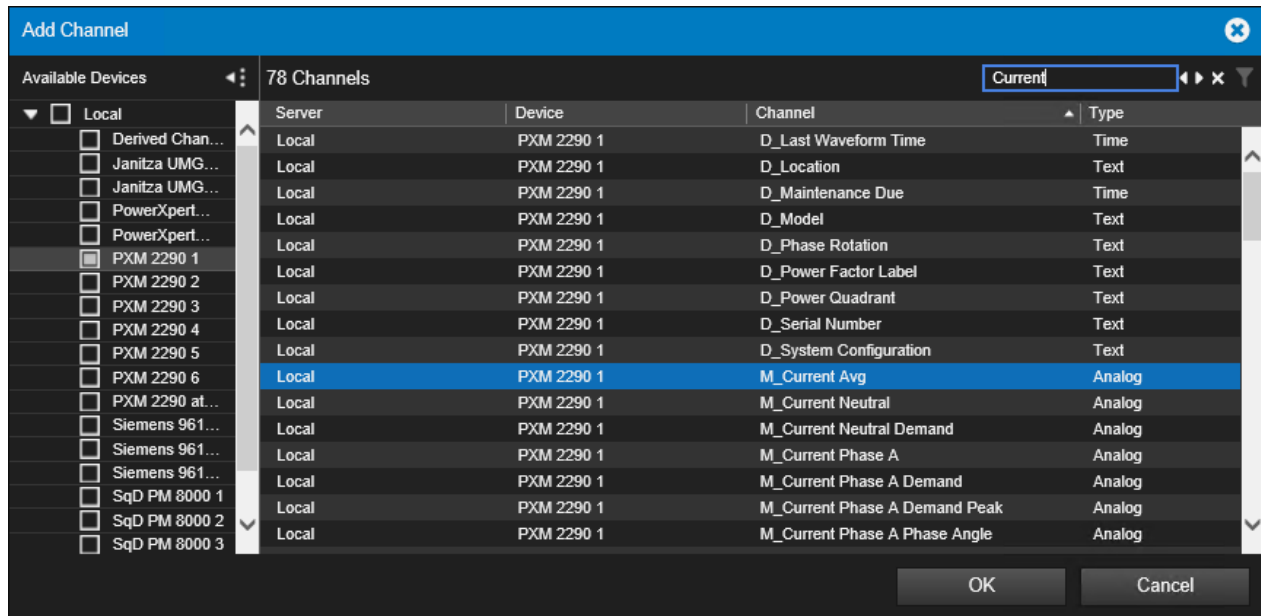 Add Channel
Available Devices
78 Channels
Current
Local
Derived Chan...
Janitza UMG...
Janitza UMG...
PowerXpert...
PowerXpert...
PXM 2290 1
PXM 2290 2
PXM 2290 3
PXM 2290 4
PXM 2290 5
PXM 2290 6
PXM 2290 at...
Siemens 961...
Siemens 961...
Siemens 961...
SqD PM 8000 1
SqD PM 8000 2
SqD PM 8000 3
Server Device Channel Type
Local PXM 2290 1 D_Last Waveform Time Time
Local PXM 2290 1 D_Location Text
Local PXM 2290 1 D_Maintenance Due Time
Local PXM 2290 1 D_Model Text
Local PXM 2290 1 D_Phase Rotation Text
Local PXM 2290 1 D_Power Factor Label Text
Local PXM 2290 1 D_Power Quadrant Text
Local PXM 2290 1 D_Serial Number Text
Local PXM 2290 1 D_System Configuration Text
Local PXM 2290 1 M_Current Avg Analog
Local PXM 2290 1 M_Current Neutral Analog
Local PXM 2290 1 M_Current Neutral Demand Analog
Local PXM 2290 1 M_Current Phase A Analog
Local PXM 2290 1 M_Current Phase A Demand Analog
Local PXM 2290 1 M_Current Phase A Demand Peak Analog
Local PXM 2290 1 M_Current Phase A Phase Angle Analog
OK Cancel